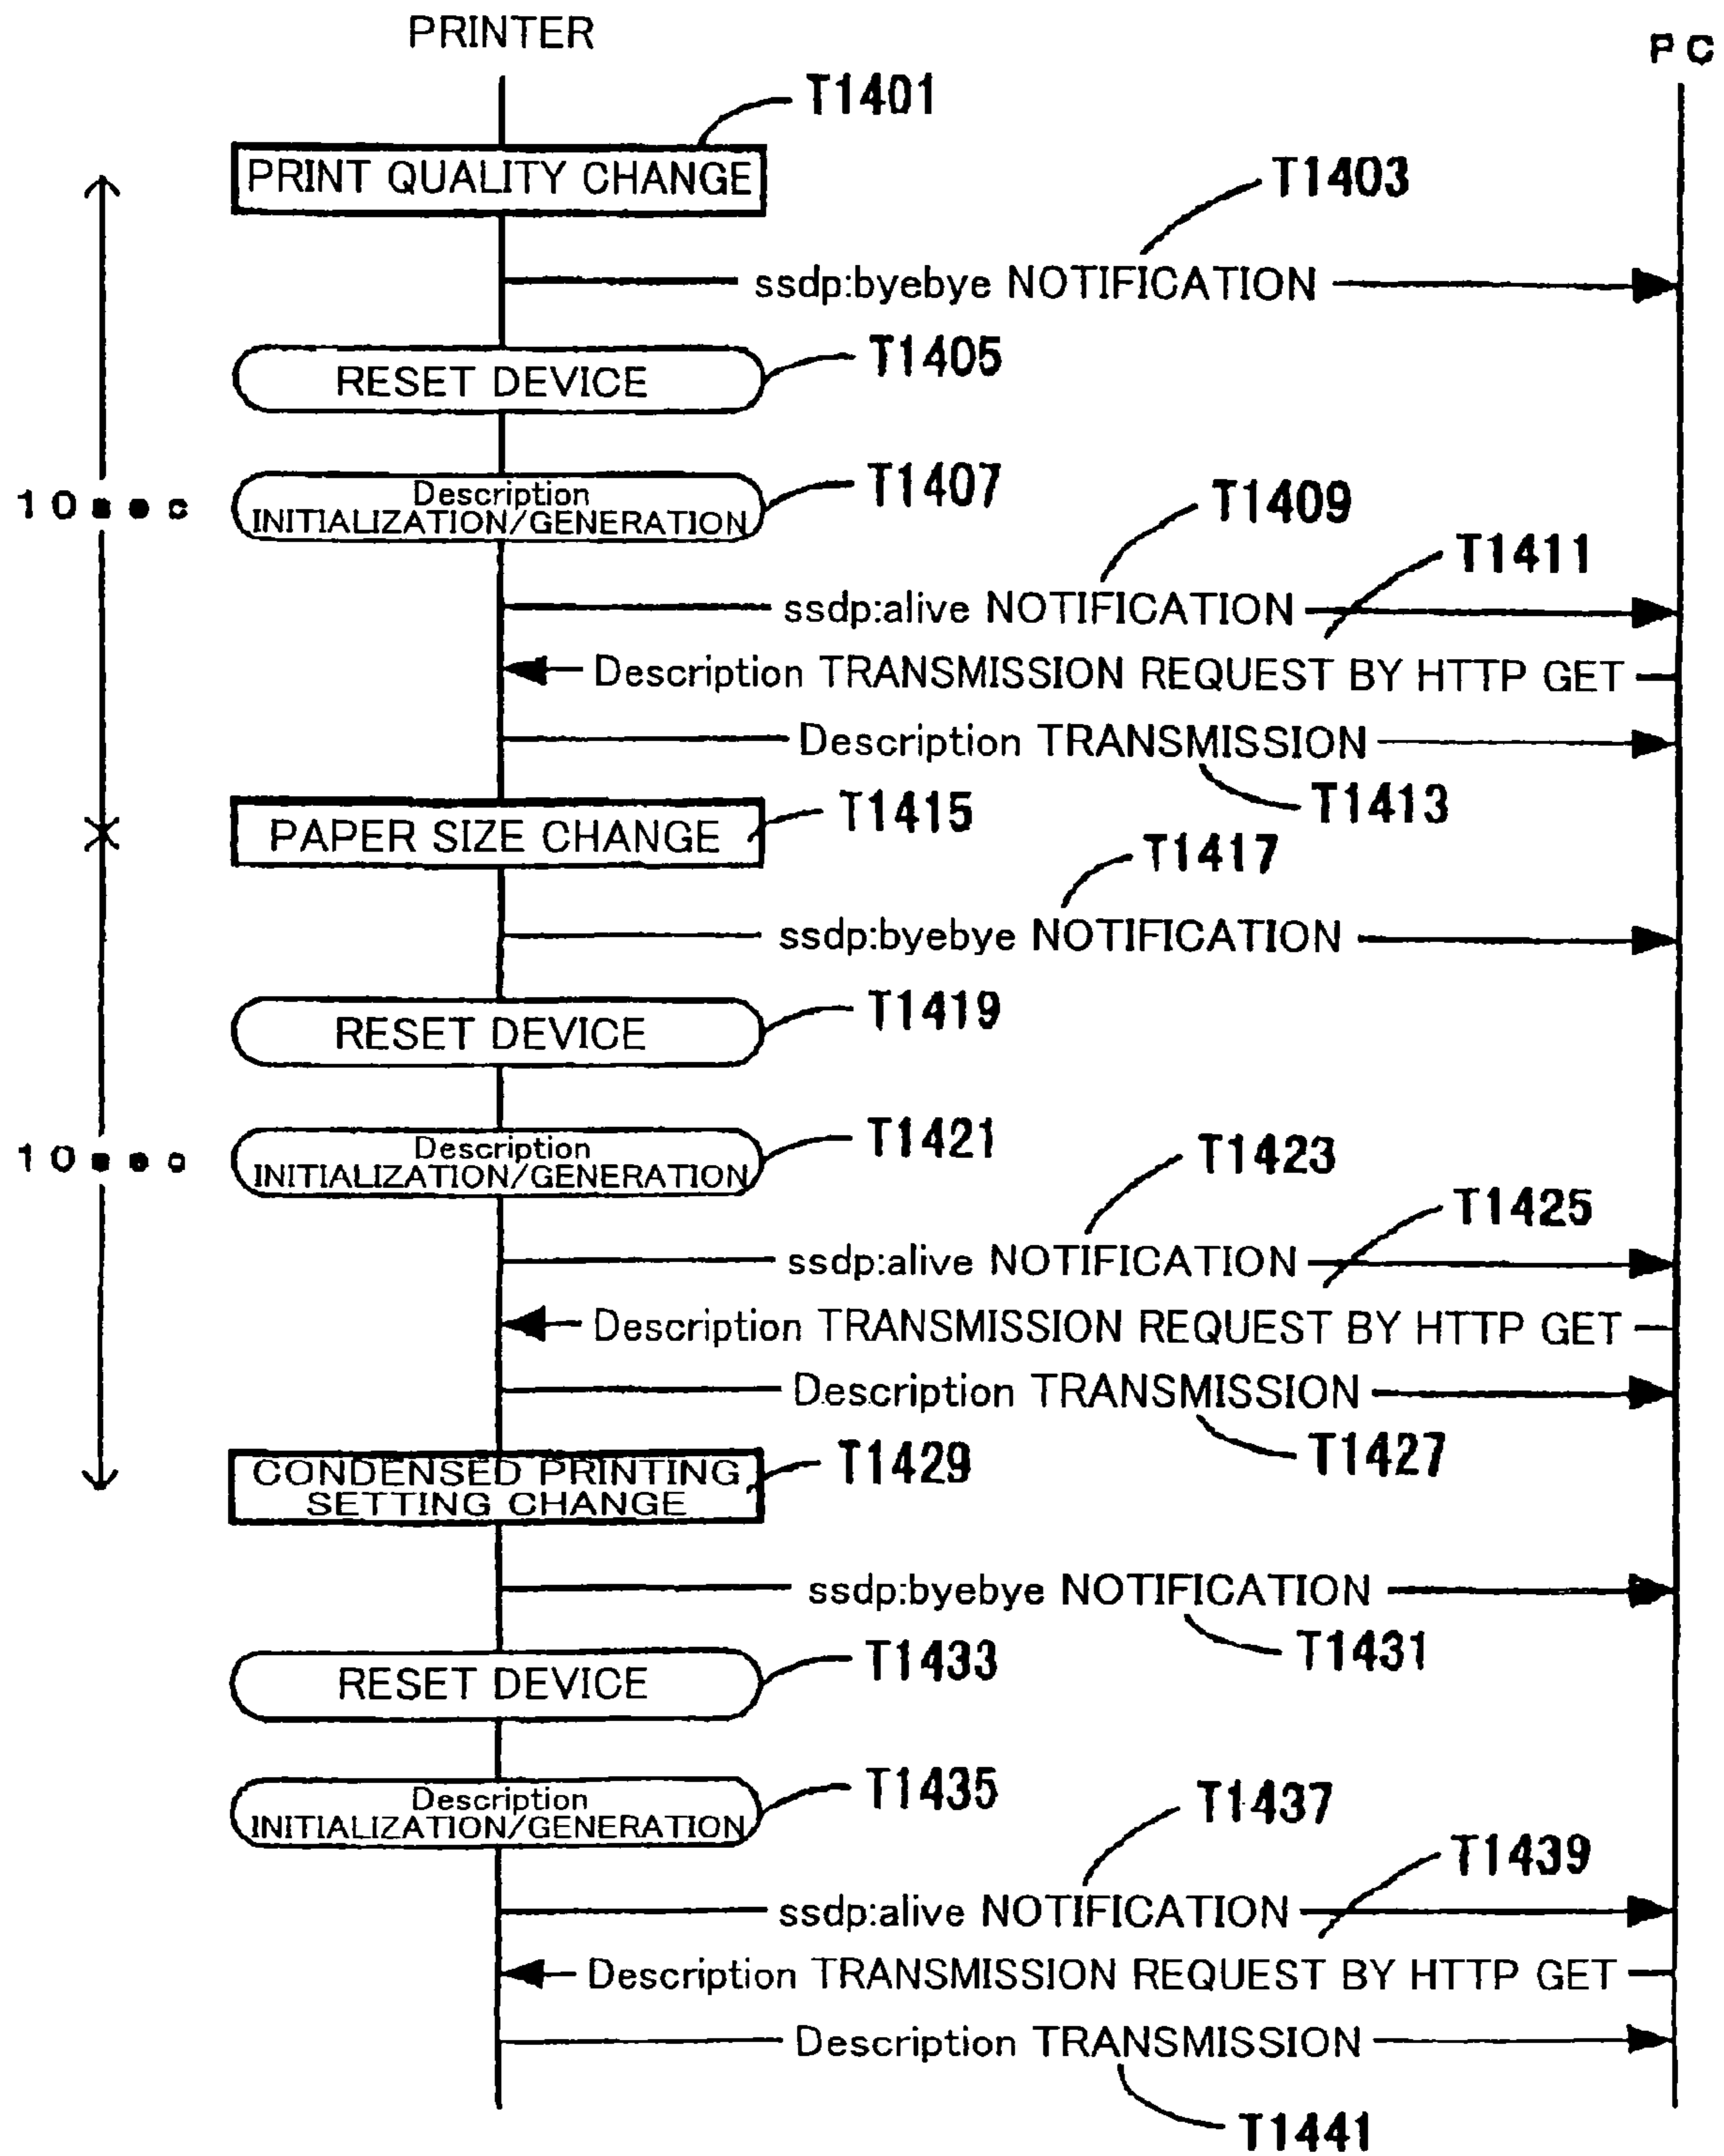 PRINTER
PC
T1401
PRINT QUALITY CHANGE
T1403
ssdp:byebye NOTIFICATION
T1405
RESET DEVICE
T1407
10sec
Description
INITIALIZATION/GENERATION
T1409
T1411
ssdp:alive NOTIFICATION
Description TRANSMISSION REQUEST BY HTTP GET
Description TRANSMISSION
T1413
T1415
PAPER SIZE CHANGE
T1417
ssdp:byebye NOTIFICATION
T1419
RESET DEVICE
T1421
10sec
Description
INITIALIZATION/GENERATION
T1423
T1425
ssdp:alive NOTIFICATION
Description TRANSMISSION REQUEST BY HTTP GET
Description TRANSMISSION
T1427
T1429
CONDENSED PRINTING
SETTING CHANGE
ssdp:byebye NOTIFICATION
T1431
T1433
RESET DEVICE
T1435
Description
INITIALIZATION/GENERATION
T1437
T1439
ssdp:alive NOTIFICATION
Description TRANSMISSION REQUEST BY HTTP GET
Description TRANSMISSION
T1441